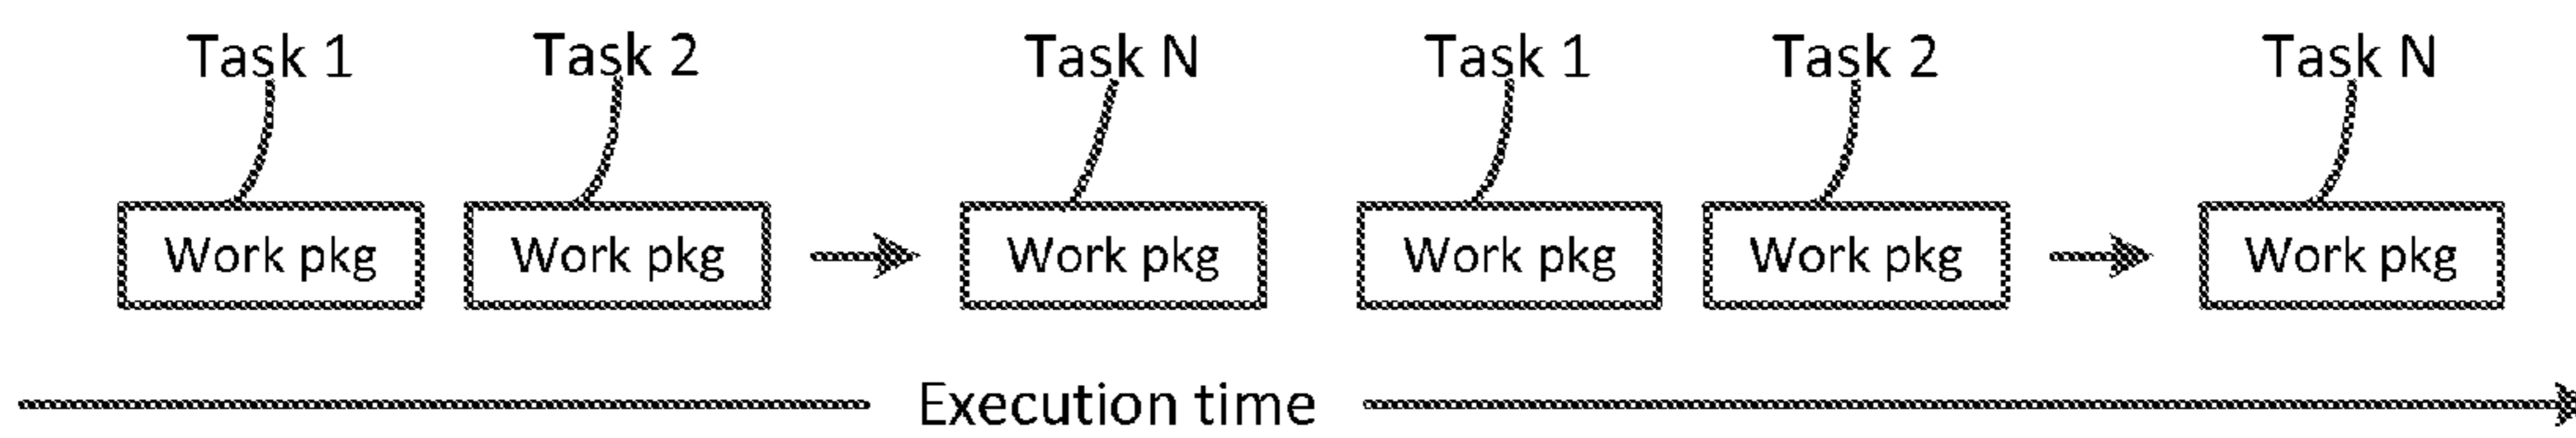 Task 1 Task 2 Task N Task 1 Task 2 Task N
Work pkg Work pkg Work pkg Work pkg Work pkg Work pkg
Execution time